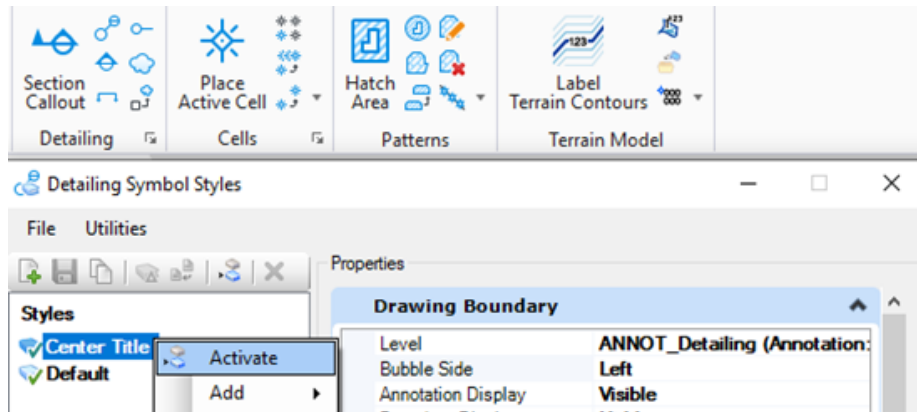 Section
Callout
Place
Active Cell
Hatch
Area
123
Label
Terrain Contours
123
Detailing
Cells
Patterns
Terrain Model
Detailing Symbol Styles
File Utilities
Properties
Styles
Drawing Boundary
Center Title
Activate
Level ANNOT_Detailing (Annotation:
Default
Bubble Side Left
Add
Annotation Display Visible